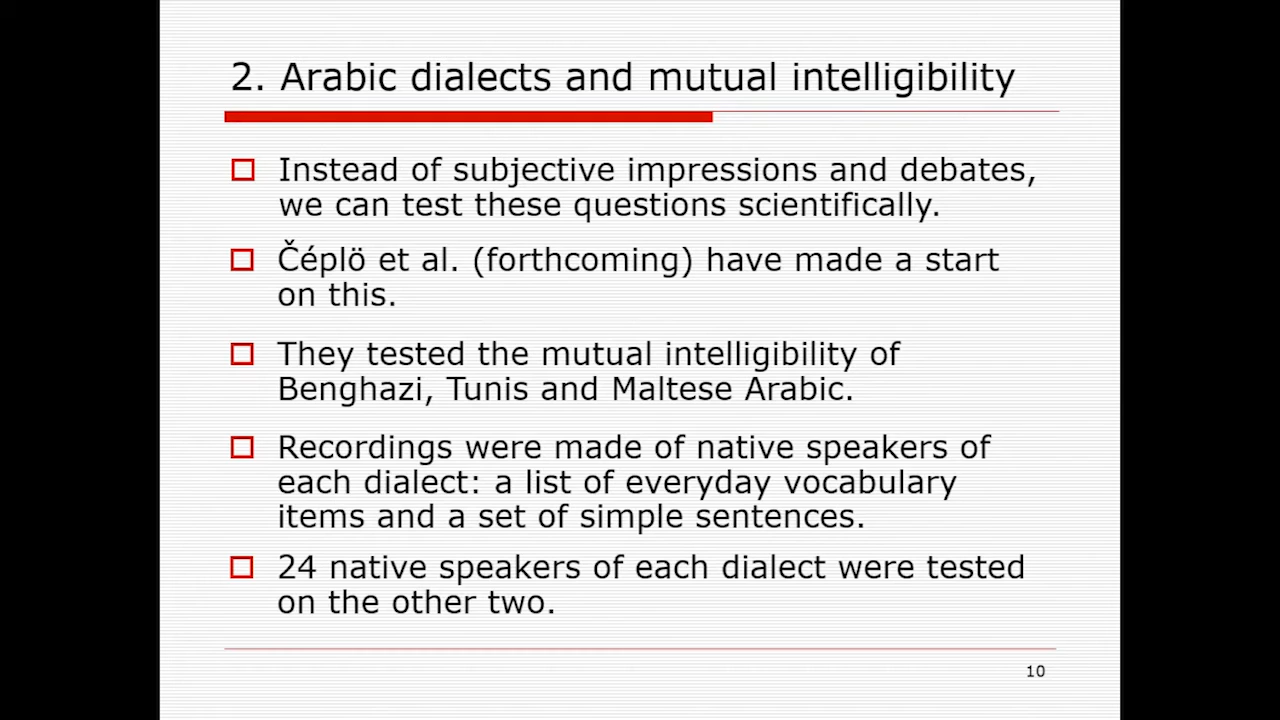 2. Arabic dialects and mutual intelligibility
Instead of subjective impressions and debates,
we can test these questions scientifically.
Čéplö et al. (forthcoming) have made a start
on this.
They tested the mutual intelligibility of
Benghazi, Tunis and Maltese Arabic.
Recordings were made of native speakers of
each dialect: a list of everyday vocabulary
items and a set of simple sentences.
24 native speakers of each dialect were tested
on the other two.
10